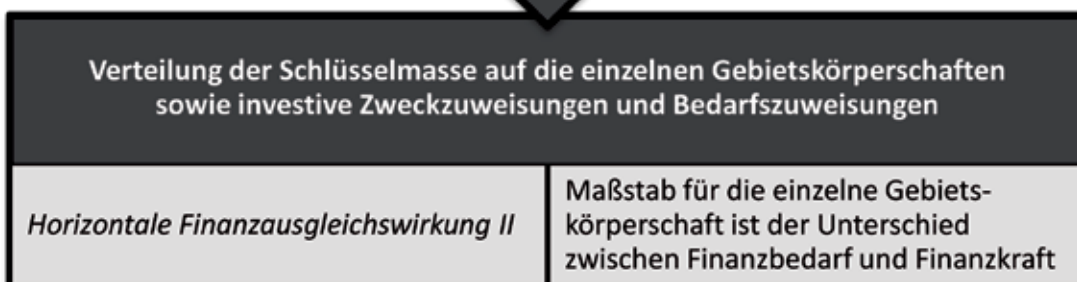 Verteilung der Schlüsselmasse auf die einzelnen Gebietskörperschaften
sowie investive Zweckzuweisungen und Bedarfszuweisungen
Horizontale Finanzausgleichswirkung II
Maßstab für die einzelne Gebiets-
körperschaft ist der Unterschied
zwischen Finanzbedarf und Finanzkraft